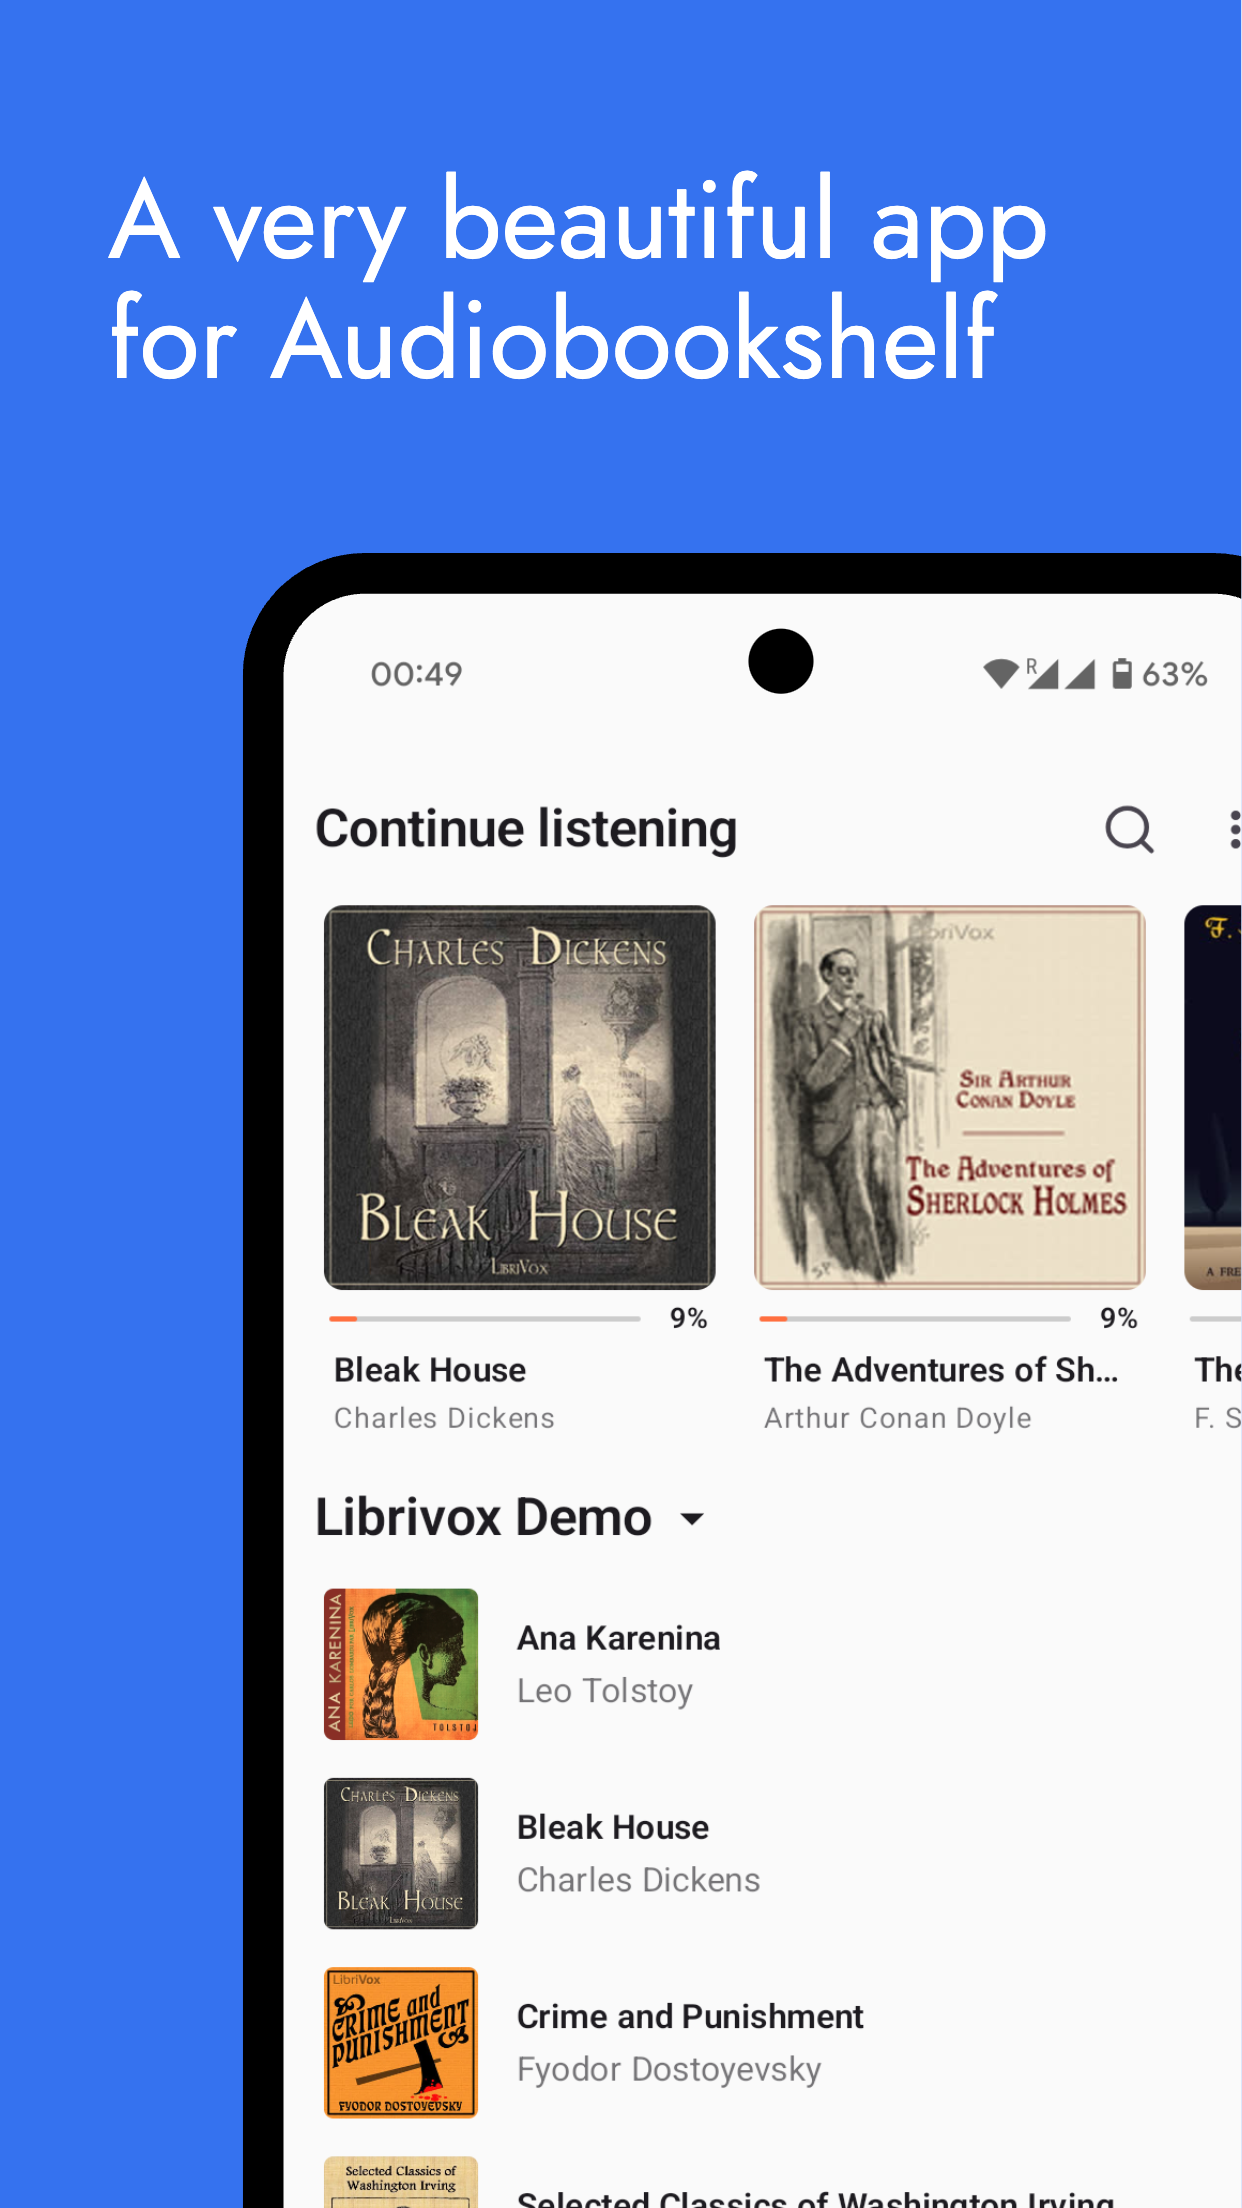 A very beautiful app
for Audiobookshelf
00:49
R
63%
Continue listening
CHARLES DICKENS
BLEAK HOUSE
LIBRIVOX
briVox
SIR ARTHUR
CONAN DOYLE
The Adventures of
SHERLOCK HOLMES
F.
A FRE
9%
9%
Bleak House
The Adventures of Sh...
The
Charles Dickens
Arthur Conan Doyle
F. S
Librivox Demo
ANA KARENINA
TOLSTOJ
Ana Karenina
Leo Tolstoy
CHARLES DICKENS
BLEAK HOUSE
LIBRIVOX
Bleak House
Charles Dickens
LibriVox
CRIME and
PUNISHMENT
FYODOR DOSTOYEVSKY
Crime and Punishment
Fyodor Dostoyevsky
Selected Classics of
Washington Irving
Selected Classics of Washington Irving